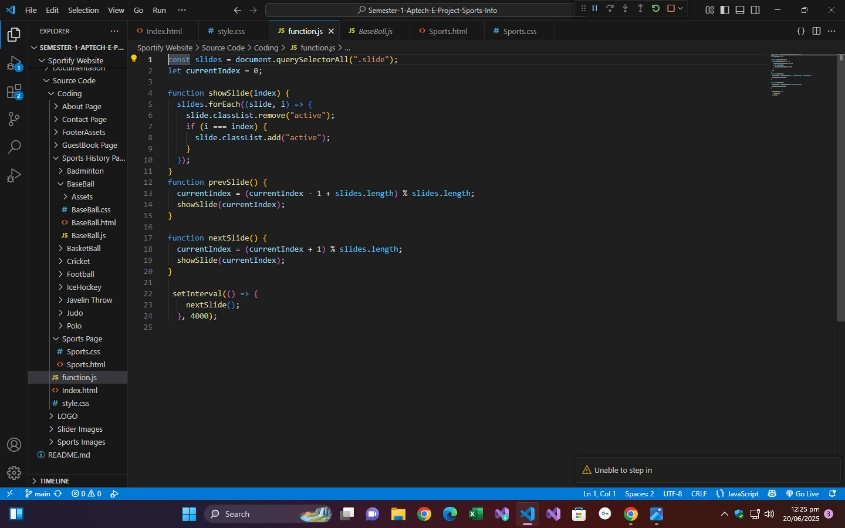 File Edit Selection View Go Run ···
Semester-1-Aptech-E-Project-Sports-Info
EXPLORER ···
SEMESTER-1-APTECH-E-P...
Sportify Website
Documentation
Source Code
Coding
About Page
Contact Page
FooterAssets
GuestBook Page
Sports History Pa...
Badminton
BaseBall
Assets
# BaseBall.css
<> BaseBall.html
JS BaseBall.js
BasketBall
Cricket
Football
IceHockey
Javelin Throw
Judo
Polo
Sports Page
# Sports.css
<> Sports.html
JS function.js
<> Index.html
# style.css
LOGO
Slider Images
Sports Images
README.md
TIMELINE
<> Index.html # style.css JS function.js × JS BaseBall.js <> Sports.html # Sports.css
Sportify Website > Source Code > Coding > JS function.js > ...
1 const slides = document.querySelectorAll(".slide");
2 let currentIndex = 0;
3
4 function showSlide(index) {
5 slides.forEach((slide, i) => {
6 slide.classList.remove("active");
7 if (i === index) {
8 slide.classList.add("active");
9 }
10 });
11 }
12 function prevSlide() {
13 currentIndex = (currentIndex - 1 + slides.length) % slides.length;
14 showSlide(currentIndex);
15 }
16
17 function nextSlide() {
18 currentIndex = (currentIndex + 1) % slides.length;
19 showSlide(currentIndex);
20 }
21
22 setInterval(() => {
23 nextSlide();
24 }, 4000);
25
Unable to step in
main 0 0 Ln 1, Col 1 Spaces: 2 UTF-8 CRLF {} JavaScript Go Live
Search
12:25 pm
20/06/2025